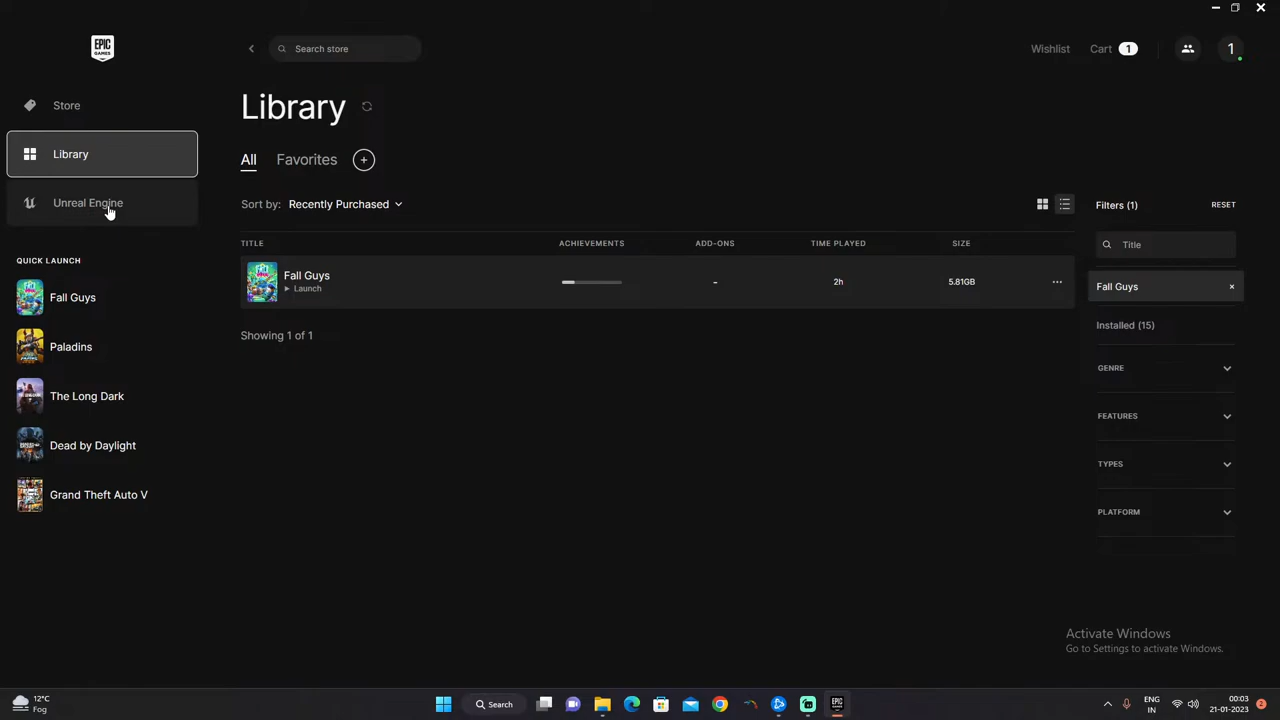 EPIC
GAMES
Search store
Wishlist
Cart 1
1
Store
Library
Unreal Engine
QUICK LAUNCH
Fall Guys
Paladins
The Long Dark
Dead by Daylight
Grand Theft Auto V
Library
All Favorites +
Sort by: Recently Purchased
TITLE ACHIEVEMENTS ADD-ONS TIME PLAYED SIZE
Fall Guys - 2h 5.81GB ...
Launch
Showing 1 of 1
Filters (1) RESET
Title
Fall Guys ×
Installed (15)
GENRE
FEATURES
TYPES
PLATFORM
Activate Windows
Go to Settings to activate Windows.
12°C
Fog
Search
ENG
IN
00:03
21-01-2023
2